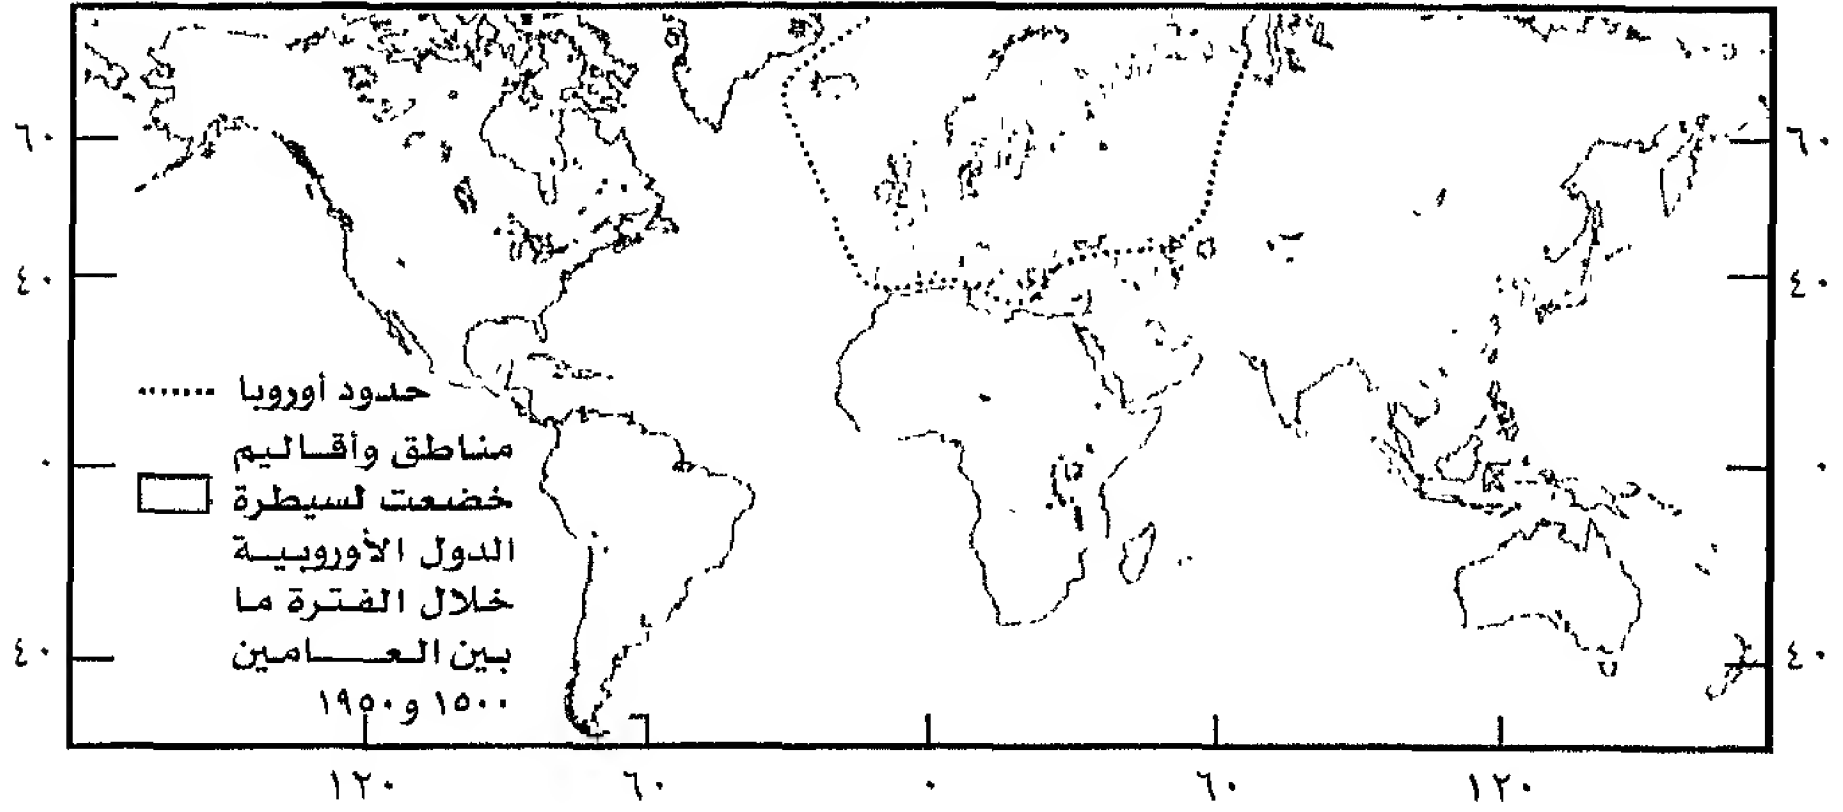 ٦٠
٦٠
٤٠
٤٠
حدود أوروبا
مناطق وأقاليم
٠
٠
خضعت لسيطرة
الدول الأوروبية
خلال الفترة ما
بين العامين
٤٠
٤٠
١٥٠٠ و١٩٥٠
١٢٠
٦٠
٠
٦٠
١٢٠